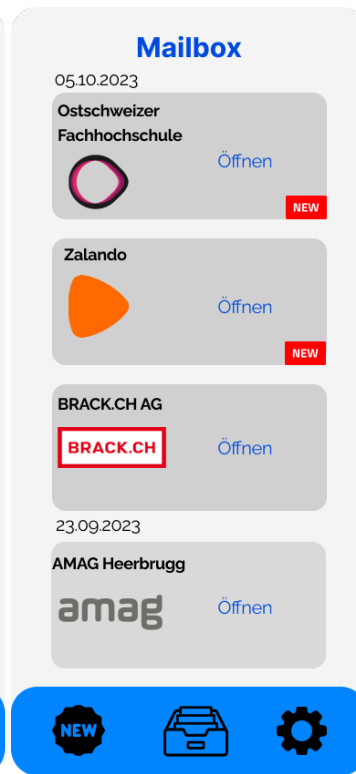 Mailbox
05.10.2023
Ostschweizer
Fachhochschule
Öffnen
NEW
Zalando
Öffnen
NEW
BRACK.CH AG
BRACK.CH
Öffnen
23.09.2023
AMAG Heerbrugg
amag
Öffnen
NEW